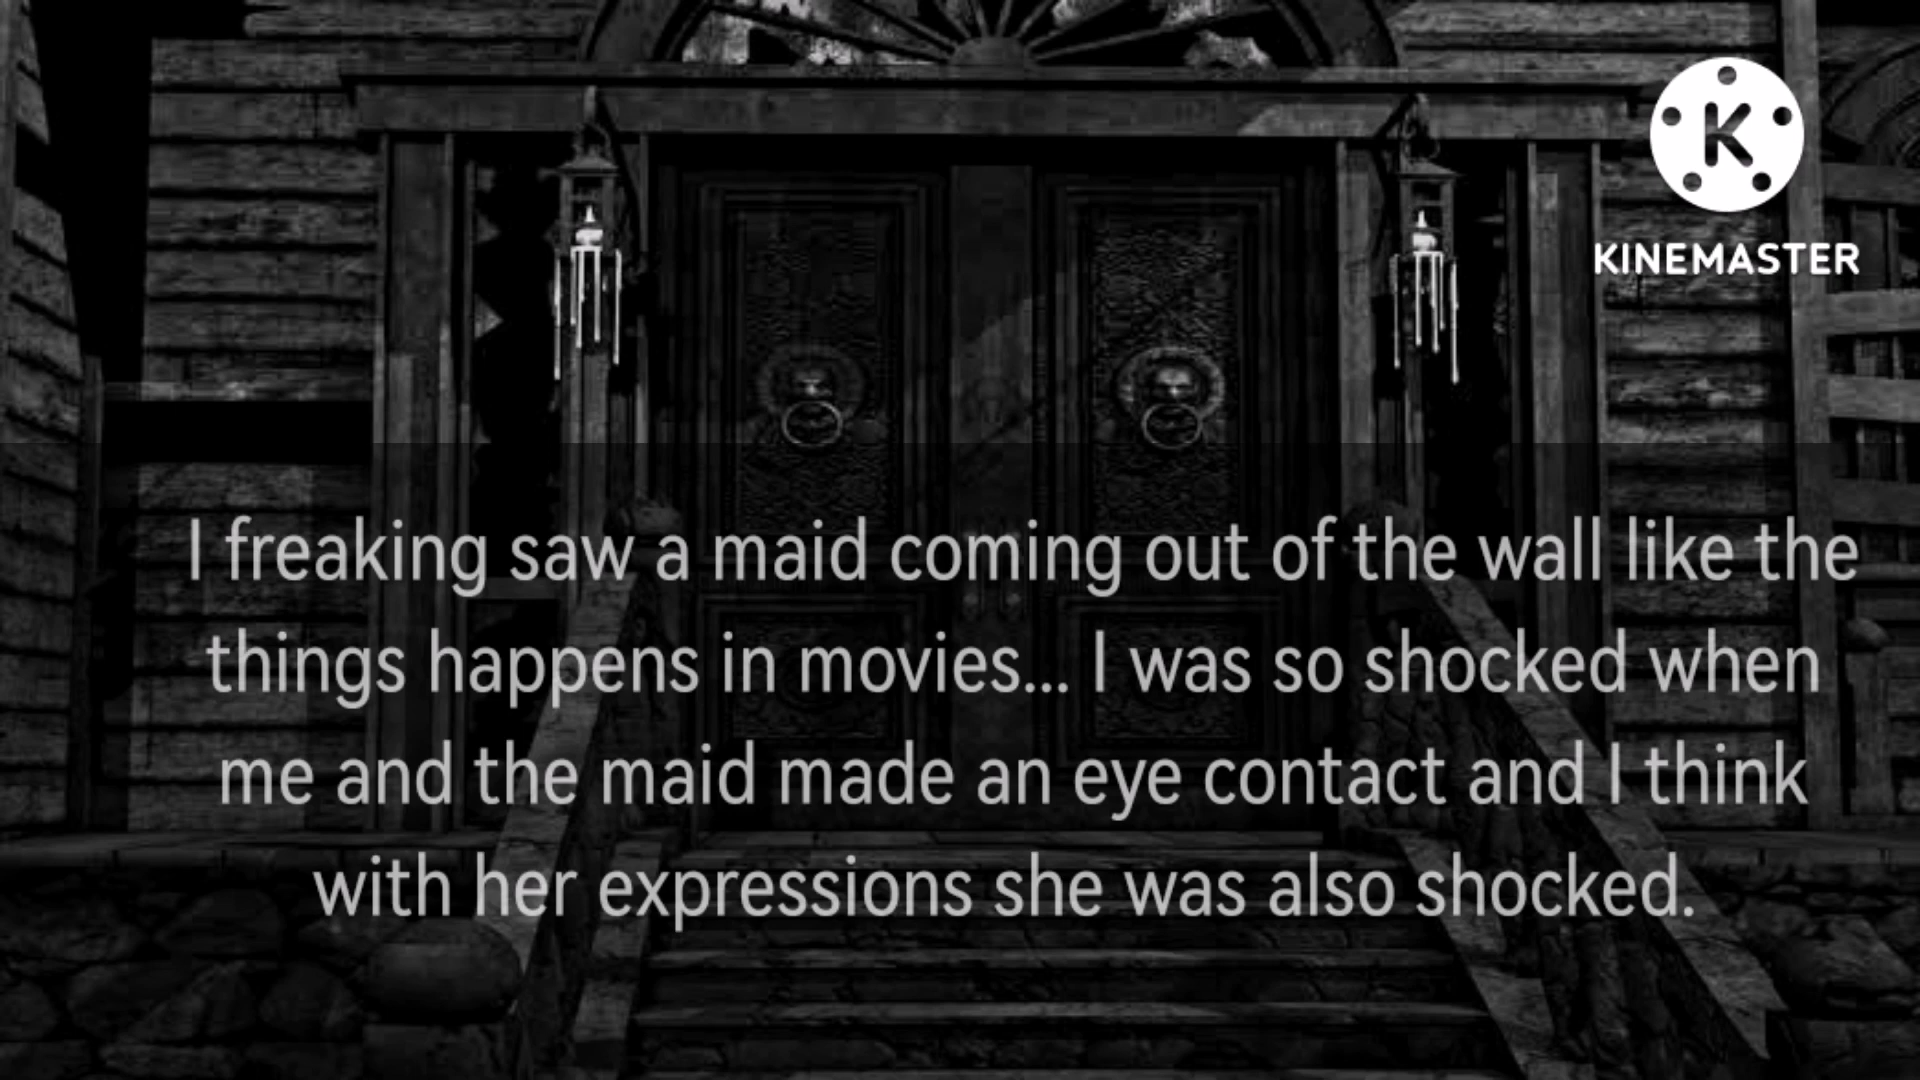 K
KINEMASTER
I freaking saw a maid coming out of the wall like the
things happens in movies... I was so shocked when
me and the maid made an eye contact and I think
with her expressions she was also shocked.